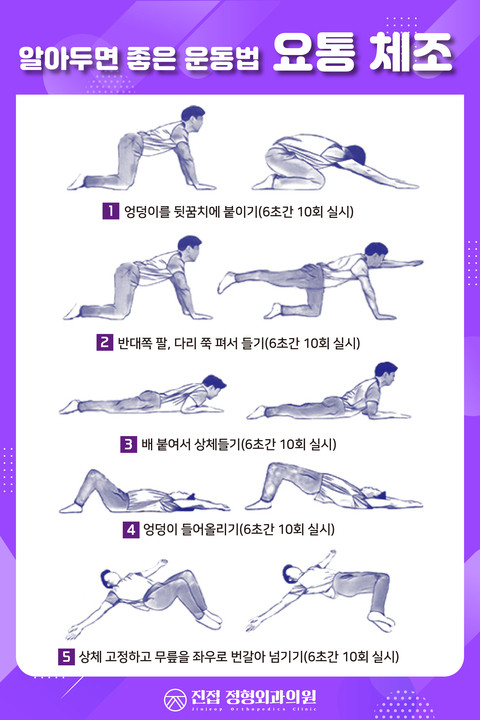 알아두면 좋은 운동법 요통 체조
1 엉덩이를 뒷꿈치에 붙이기(6초간 10회 실시)
2 반대쪽 팔, 다리 쭉 펴서 들기(6초간 10회 실시)
3 배 붙여서 상체들기(6초간 10회 실시)
4 엉덩이 들어올리기(6초간 10회 실시)
5 상체 고정하고 무릎을 좌우로 번갈아 넘기기(6초간 10회 실시)
진접 정형외과의원
Jinjeop Orthopedics Clinic